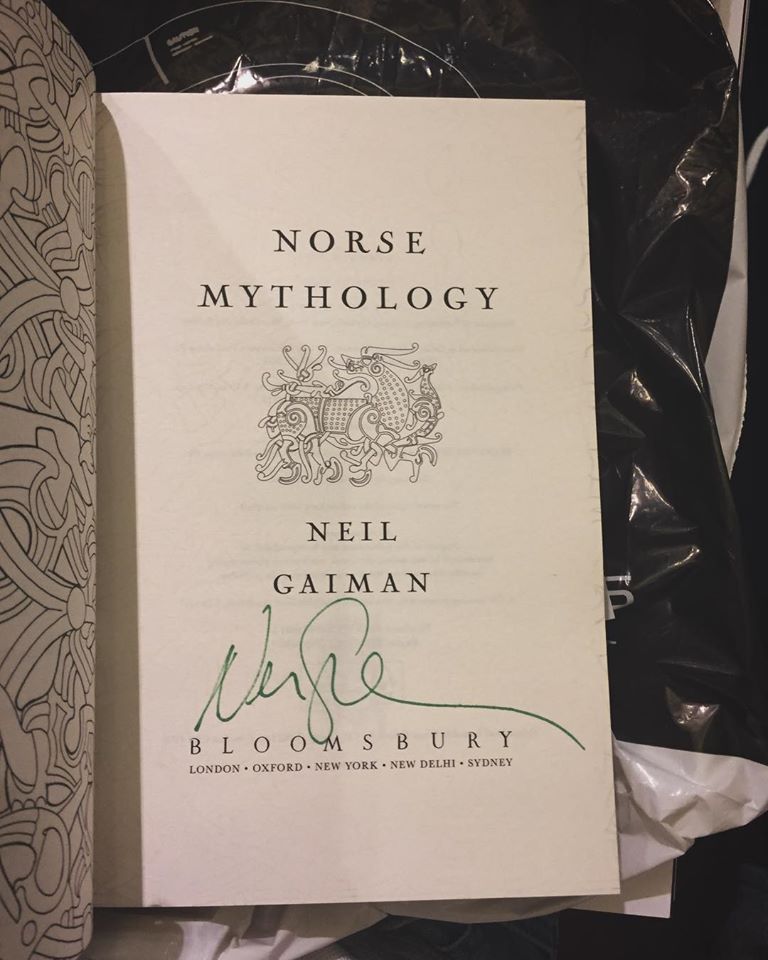 NORSE
MYTHOLOGY
NEIL
GAIMAN
BLOOMSBURY
LONDON • OXFORD • NEW YORK • NEW DELHI • SYDNEY